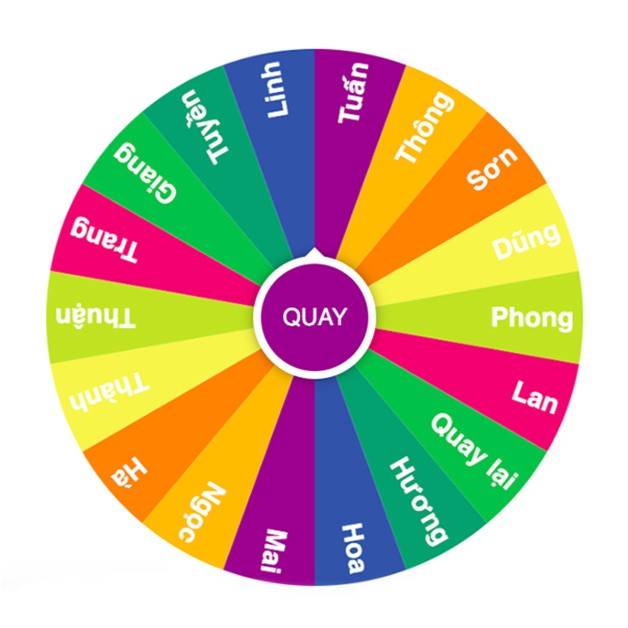 Tuấn
Thông
Sơn
Dũng
Phong
Lan
Quay lại
Hương
Hoa
Mai
Ngọc
Hà
Thành
Thuận
Trang
Giang
Tuyền
Linh
QUAY